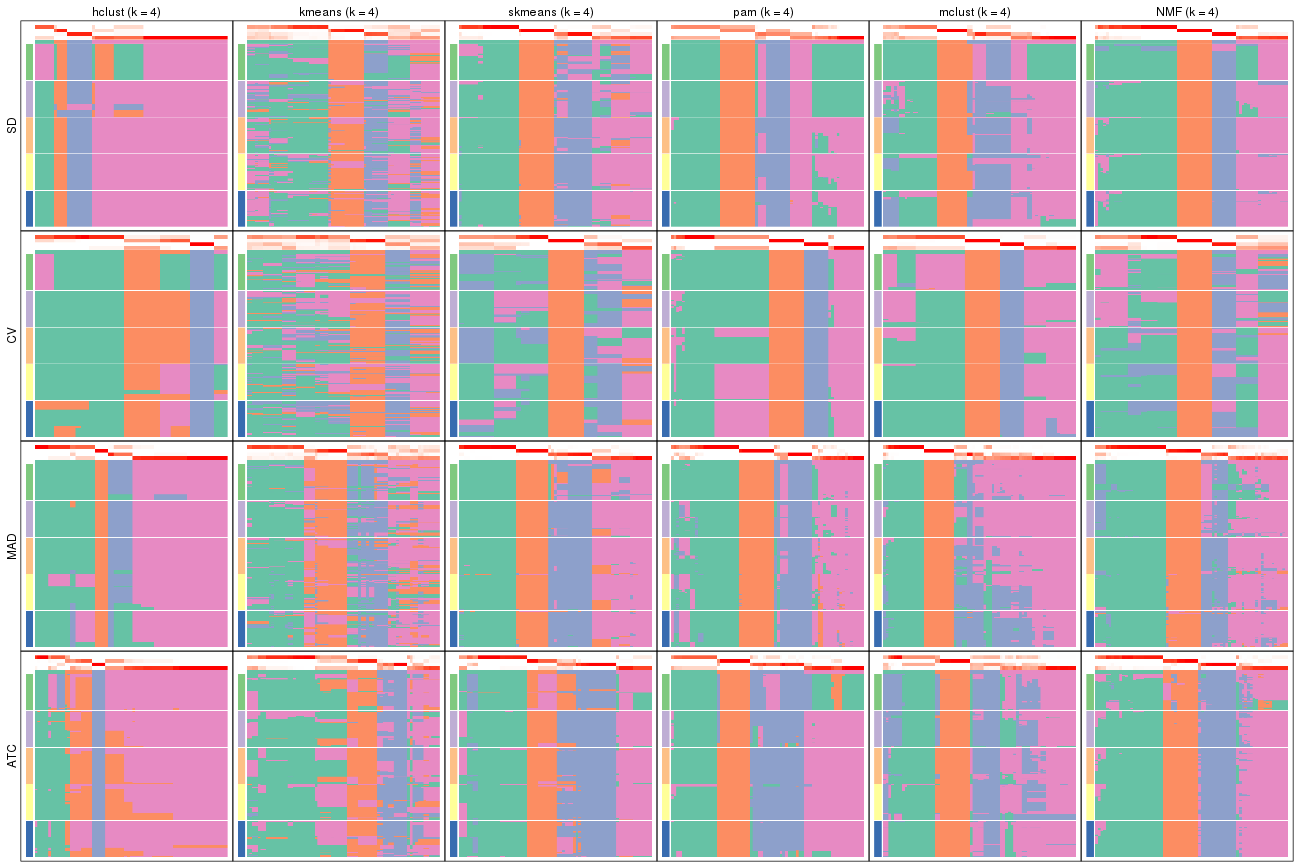 hclust (k = 4)
kmeans (k = 4)
skmeans (k = 4)
pam (k = 4)
mclust (k = 4)
NMF (k = 4)
SD
CV
MAD
ATC